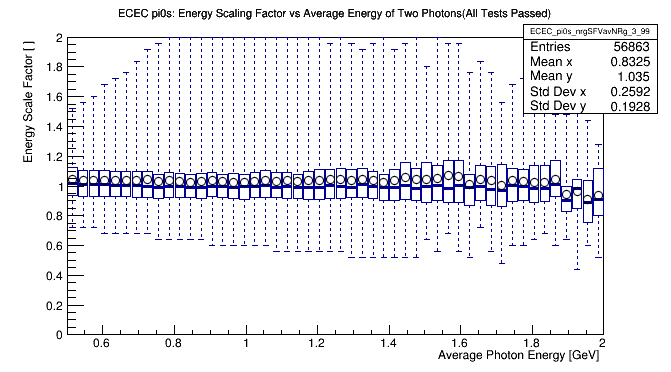 ECEC pi0s: Energy Scaling Factor vs Average Energy of Two Photons(All Tests Passed)
ECEC_pi0s_nrgSFVavNRg_3_99
Entries 56863
Mean x 0.8325
Mean y 1.035
Std Dev x 0.2592
Std Dev y 0.1928
Energy Scale Factor [ ]
2
1.8
1.6
1.4
1.2
1
0.8
0.6
0.4
0.2
0
0.6 0.8 1 1.2 1.4 1.6 1.8 2
Average Photon Energy [GeV]